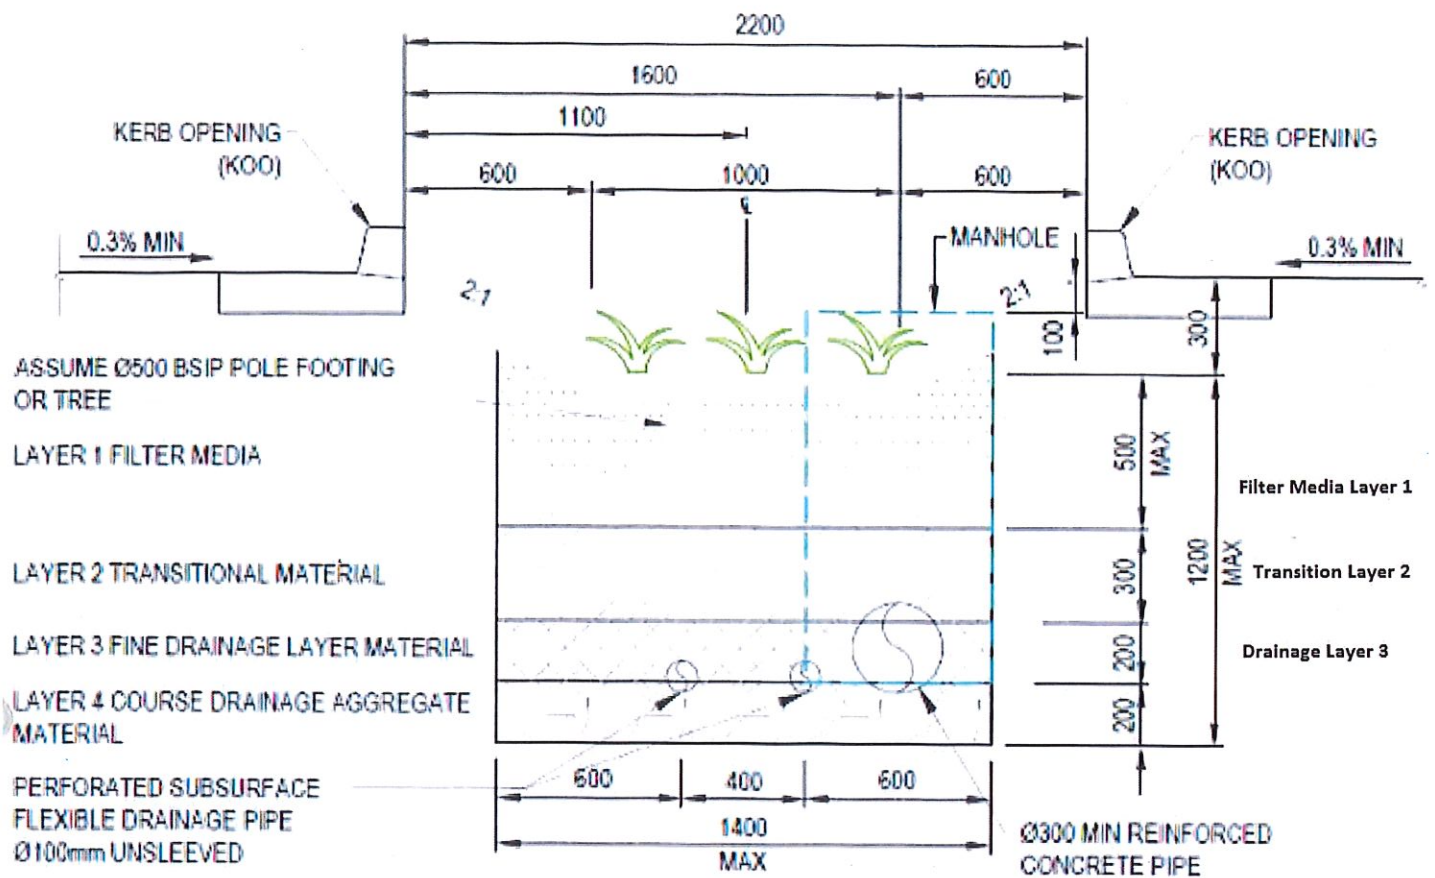 2200
1600
600
1100
KERB OPENING
(KOO)
KERB OPENING
(KOO)
600
1000
600
℄
0.3% MIN
MANHOLE
0.3% MIN
2:1
2:1
100
300
ASSUME Ø500 BSIP POLE FOOTING
OR TREE
LAYER 1 FILTER MEDIA
500
MAX
Filter Media Layer 1
LAYER 2 TRANSITIONAL MATERIAL
300
1200
MAX
Transition Layer 2
LAYER 3 FINE DRAINAGE LAYER MATERIAL
200
Drainage Layer 3
LAYER 4 COURSE DRAINAGE AGGREGATE
MATERIAL
200
PERFORATED SUBSURFACE
FLEXIBLE DRAINAGE PIPE
Ø100mm UNSLEEVED
600
400
600
1400
MAX
Ø300 MIN REINFORCED
CONCRETE PIPE